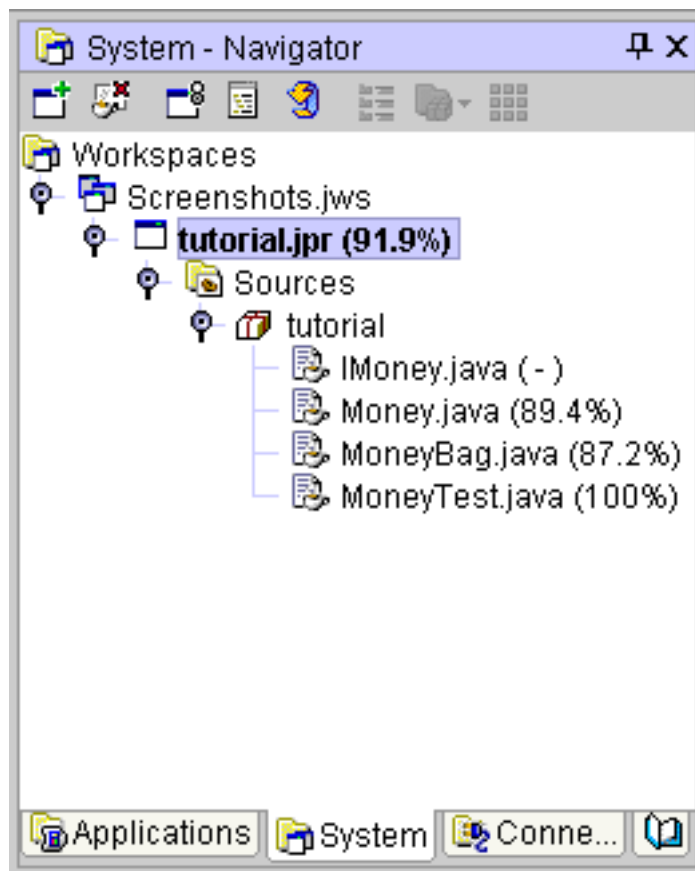 System - Navigator
Workspaces
Screenshots.jws
tutorial.jpr (91.9%)
Sources
tutorial
IMoney.java ( - )
Money.java (89.4%)
MoneyBag.java (87.2%)
MoneyTest.java (100%)
Applications System Conne...